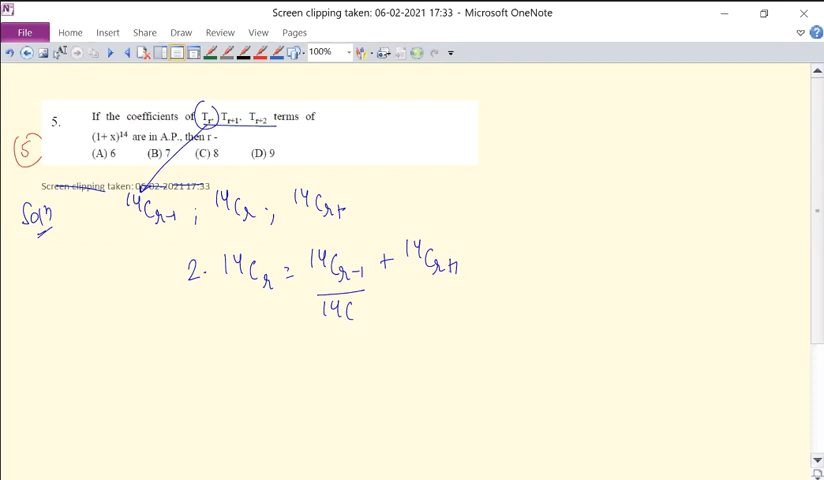 Screen clipping taken: 06-02-2021 17:33 - Microsoft OneNote
File Home Insert Share Draw Review View Pages
100%
5. If the coefficients of Tr, Tr+1, Tr+2 terms of
(1+ x)^14 are in A.P., then r -
(A) 6 (B) 7 (C) 8 (D) 9
5
Screen clipping taken: 06-02-2021 17:33
Soln
14Cr-1 ; 14Cr ; 14Cr+
2. 14Cr = 14Cr-1 + 14Cr+1
14C